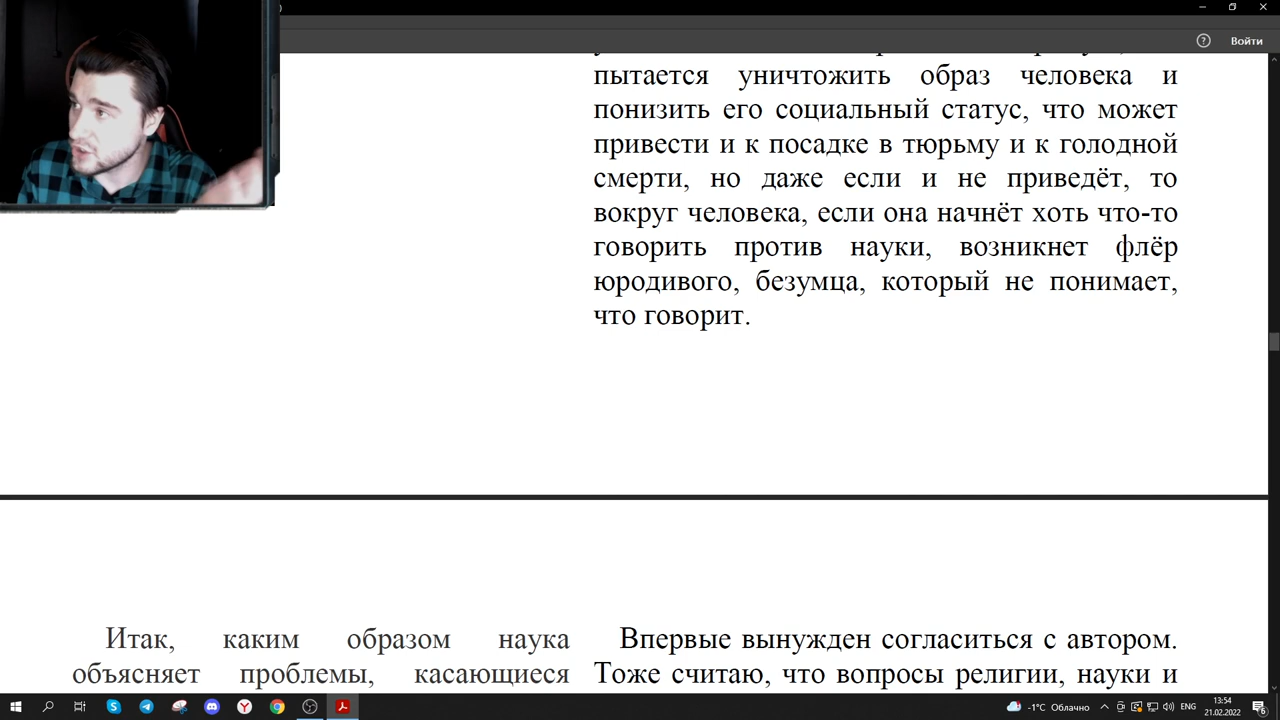 Войти
пытается уничтожить образ человека и
понизить его социальный статус, что может
привести и к посадке в тюрьму и к голодной
смерти, но даже если и не приведёт, то
вокруг человека, если она начнёт хоть что-то
говорить против науки, возникнет флёр
юродивого, безумца, который не понимает,
что говорит.
Итак, каким образом наука
объясняет проблемы, касающиеся
Впервые вынужден согласиться с автором.
Тоже считаю, что вопросы религии, науки и
-1°C Облачно
ENG
13:54
21.02.2022
6